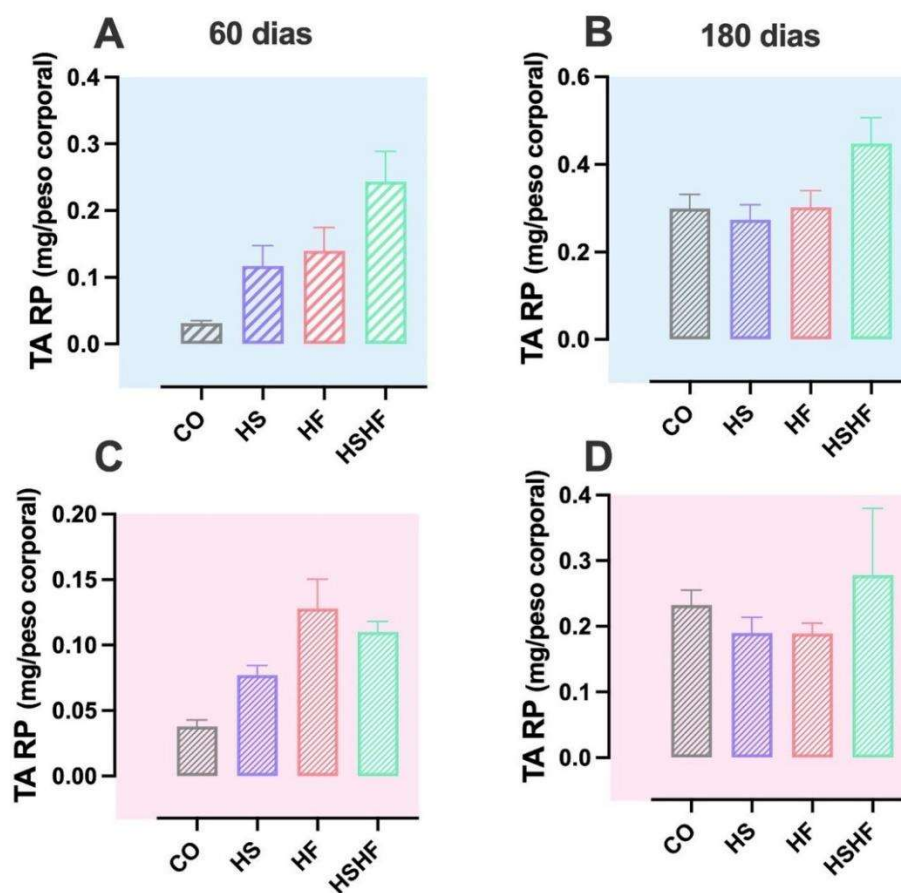 A
60 dias
B
180 dias
TA RP (mg/peso corporal)
0.4
0.3
0.2
0.1
0.0
CO
HS
HF
HSHF
TA RP (mg/peso corporal)
0.6
0.4
0.2
0.0
CO
HS
HF
HSHF
C
TA RP (mg/peso corporal)
0.20
0.15
0.10
0.05
0.00
CO
HS
HF
HSHF
D
TA RP (mg/peso corporal)
0.4
0.3
0.2
0.1
0.0
CO
HS
HF
HSHF